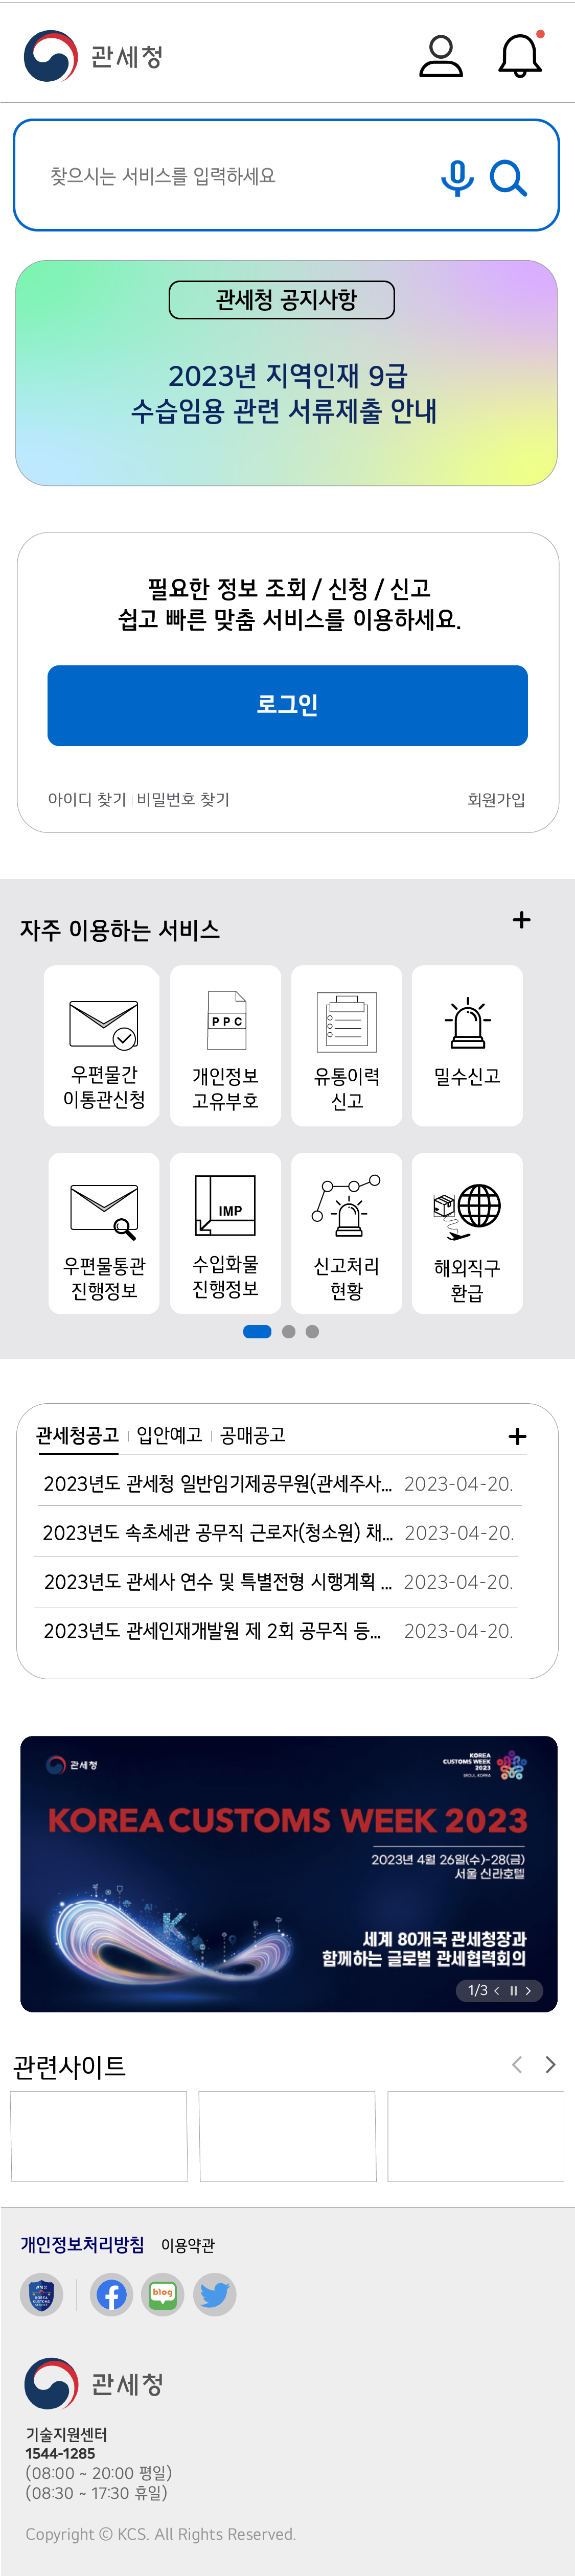 관세청
찾으시는 서비스를 입력하세요
관세청 공지사항
2023년 지역인재 9급
수습임용 관련 서류제출 안내
필요한 정보 조회 / 신청 / 신고
쉽고 빠른 맞춤 서비스를 이용하세요.
로그인
아이디 찾기 | 비밀번호 찾기
회원가입
자주 이용하는 서비스
우편물간
이통관신청
PPC
개인정보
고유부호
유통이력
신고
밀수신고
우편물통관
진행정보
IMP
수입화물
진행정보
신고처리
현황
해외직구
환급
관세청공고 | 입안예고 | 공매공고
2023년도 관세청 일반임기제공무원(관세주사... 2023-04-20.
2023년도 속초세관 공무직 근로자(청소원) 채... 2023-04-20.
2023년도 관세사 연수 및 특별전형 시행계획 ... 2023-04-20.
2023년도 관세인재개발원 제 2회 공무직 등... 2023-04-20.
관세청
KOREA
CUSTOMS WEEK
2023
SEOUL, KOREA
KOREA CUSTOMS WEEK 2023
2023년 4월 26일(수)-28(금)
서울 신라호텔
AI
K
세계 80개국 관세청장과
함께하는 글로벌 관세협력회의
1/3
관련사이트
개인정보처리방침 이용약관
관세청
KOREA
CUSTOMS
SERVICE
blog
관세청
기술지원센터
1544-1285
(08:00 ~ 20:00 평일)
(08:30 ~ 17:30 휴일)
Copyright © KCS. All Rights Reserved.